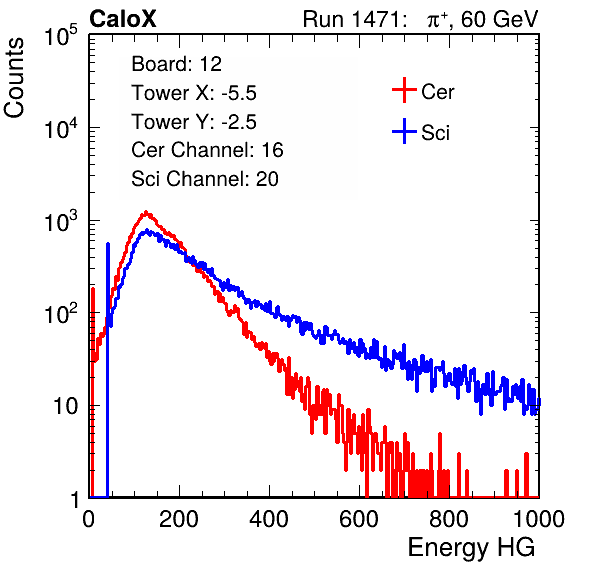 CaloX Run 1471: π⁺, 60 GeV
Counts
Board: 12
Tower X: -5.5
Tower Y: -2.5
Cer Channel: 16
Sci Channel: 20
Cer
Sci
10⁵
10⁴
10³
10²
10
1
0 200 400 600 800 1000
Energy HG